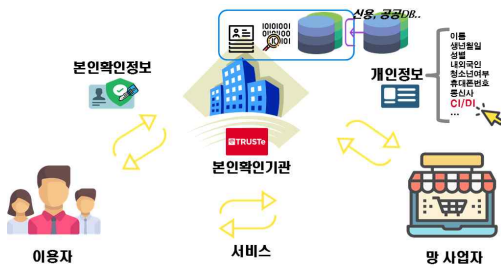 신용, 공공DB..
이름
생년월일
성별
내외국인
청소년여부
휴대폰번호
통신사
CI/DI
...
본인확인정보
개인정보
TRUSTe
본인확인기관
이용자
서비스
망 사업자